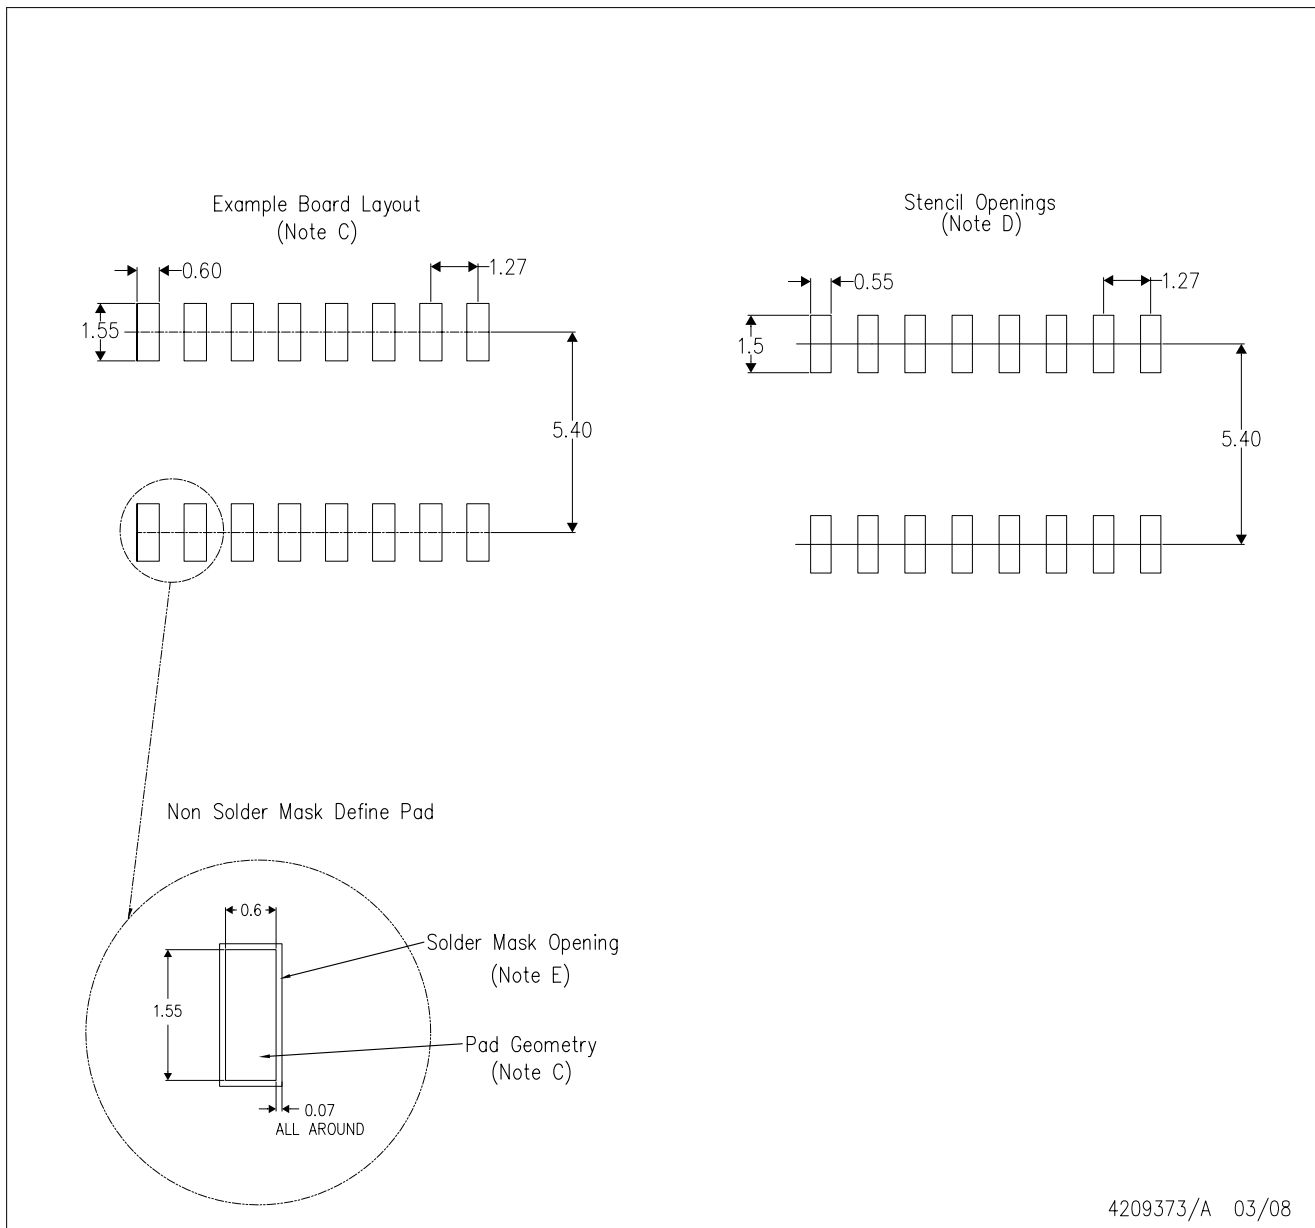 Example Board Layout
(Note C)
0.60
1.27
1.55
5.40
Stencil Openings
(Note D)
0.55
1.27
1.5
5.40
Non Solder Mask Define Pad
0.6
1.55
Solder Mask Opening
(Note E)
Pad Geometry
(Note C)
0.07
ALL AROUND
4209373/A 03/08